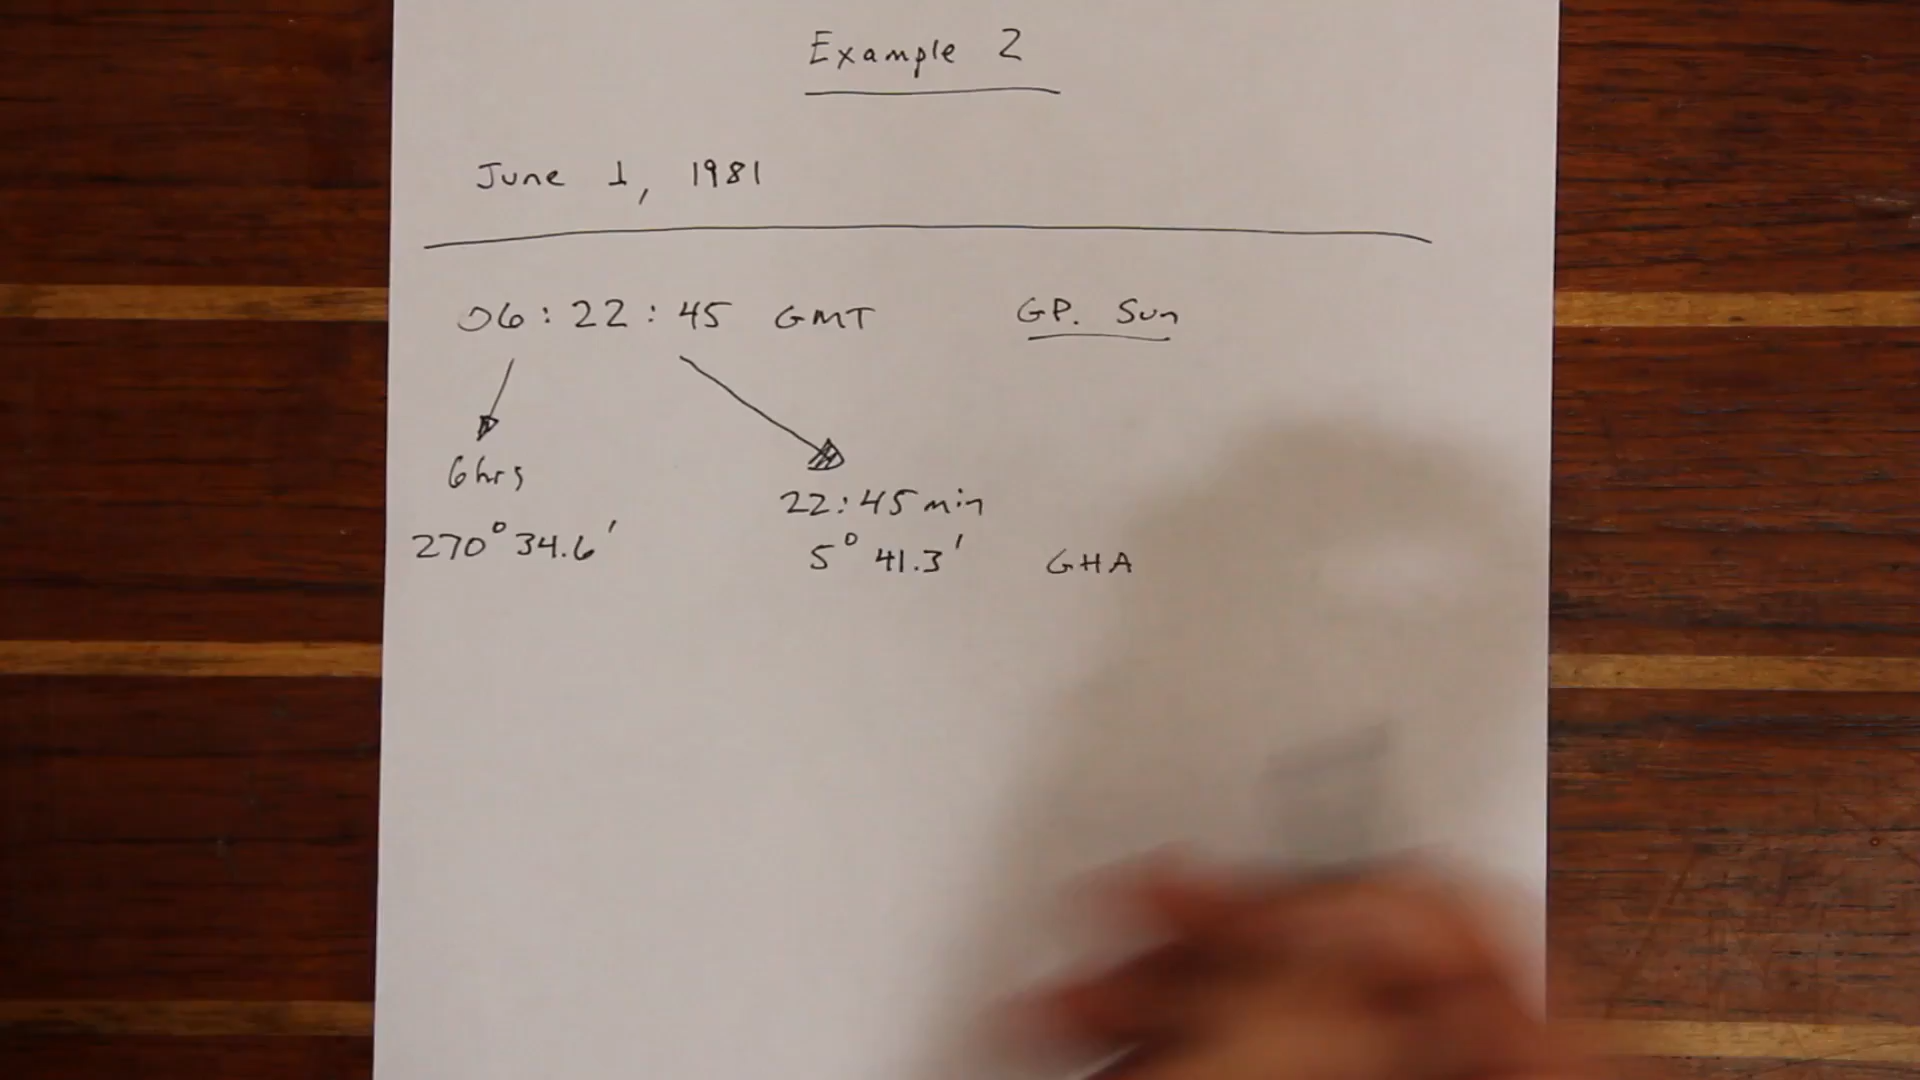 Example 2
June 1, 1981
06:22:45 GMT GP. Sun
6hrs
22:45 min
270° 34.6'
5° 41.3' GHA